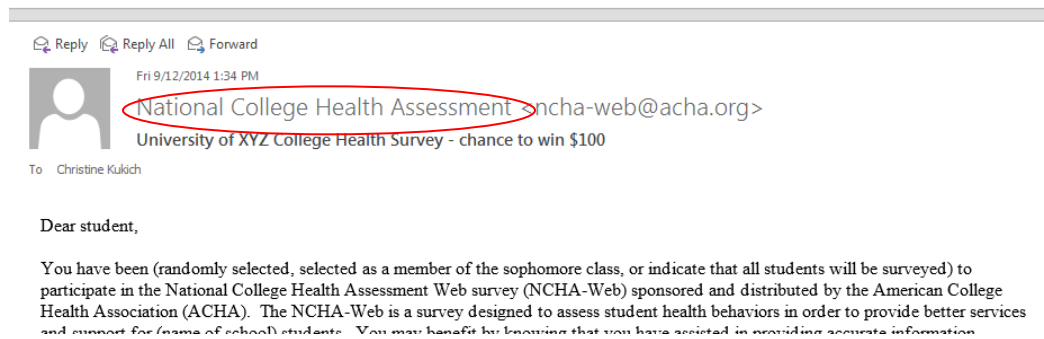 Reply Reply All Forward
Fri 9/12/2014 1:34 PM
National College Health Assessment <ncha-web@acha.org>
University of XYZ College Health Survey - chance to win $100
To Christine Kukich
Dear student,
You have been (randomly selected, selected as a member of the sophomore class, or indicate that all students will be surveyed) to
participate in the National College Health Assessment Web survey (NCHA-Web) sponsored and distributed by the American College
Health Association (ACHA). The NCHA-Web is a survey designed to assess student health behaviors in order to provide better services
and support for (name of school) students. You may benefit by knowing that you have assisted in providing accurate information